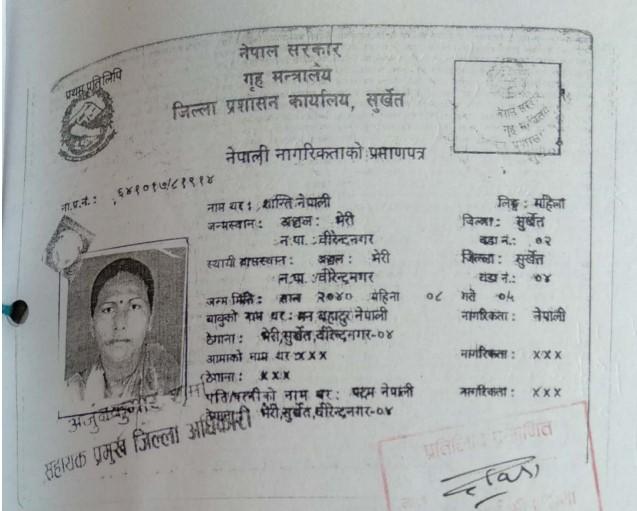 नेपाल सरकार
गृह मन्त्रालय
जिल्ला प्रशासन कार्यालय, सुर्खेत
प्रथम प्रतिलिपि
नेपाल सरकार
गृह मन्त्रालय
नेपाली नागरिकताको प्रमाणपत्र
ना.प्र.नं.: ६४१०१७/८१९१४
नाम थर: शान्ति नेपाली लिङ्ग: महिला
जन्मस्थान: अञ्चल: भेरी जिल्ला: सुर्खेत
न.पा.: वीरेन्द्रनगर वडा नं.: ०२
स्थायी बासस्थान: अञ्चल: भेरी जिल्ला: सुर्खेत
न.पा.: वीरेन्द्रनगर वडा नं.: ०४
जन्म मिति: साल २०४० महिना ०८ गते ०५
बाबुको नाम थर: मन बहादुर नेपाली नागरिकता: नेपाली
ठेगाना: भेरी,सुर्खेत,वीरेन्द्रनगर-०४
आमाको नाम थर: XXX नागरिकता: XXX
ठेगाना: XXX
पति/पत्नीको नाम थर: पदम नेपाली नागरिकता: XXX
ठेगाना: भेरी,सुर्खेत,वीरेन्द्रनगर-०४
शर्मा
सहायक प्रमुख जिल्ला अधिकारी
प्रतिलिपि प्रमाणित